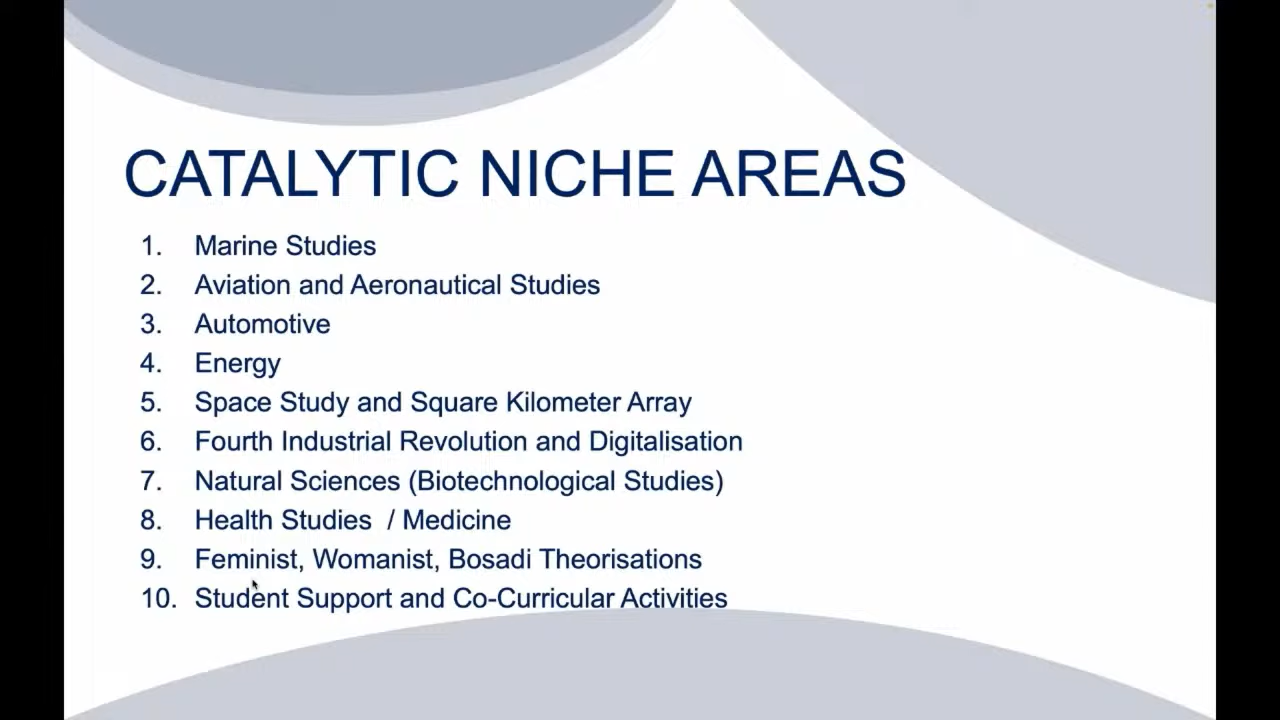 CATALYTIC NICHE AREAS
1. Marine Studies
2. Aviation and Aeronautical Studies
3. Automotive
4. Energy
5. Space Study and Square Kilometer Array
6. Fourth Industrial Revolution and Digitalisation
7. Natural Sciences (Biotechnological Studies)
8. Health Studies / Medicine
9. Feminist, Womanist, Bosadi Theorisations
10. Student Support and Co-Curricular Activities